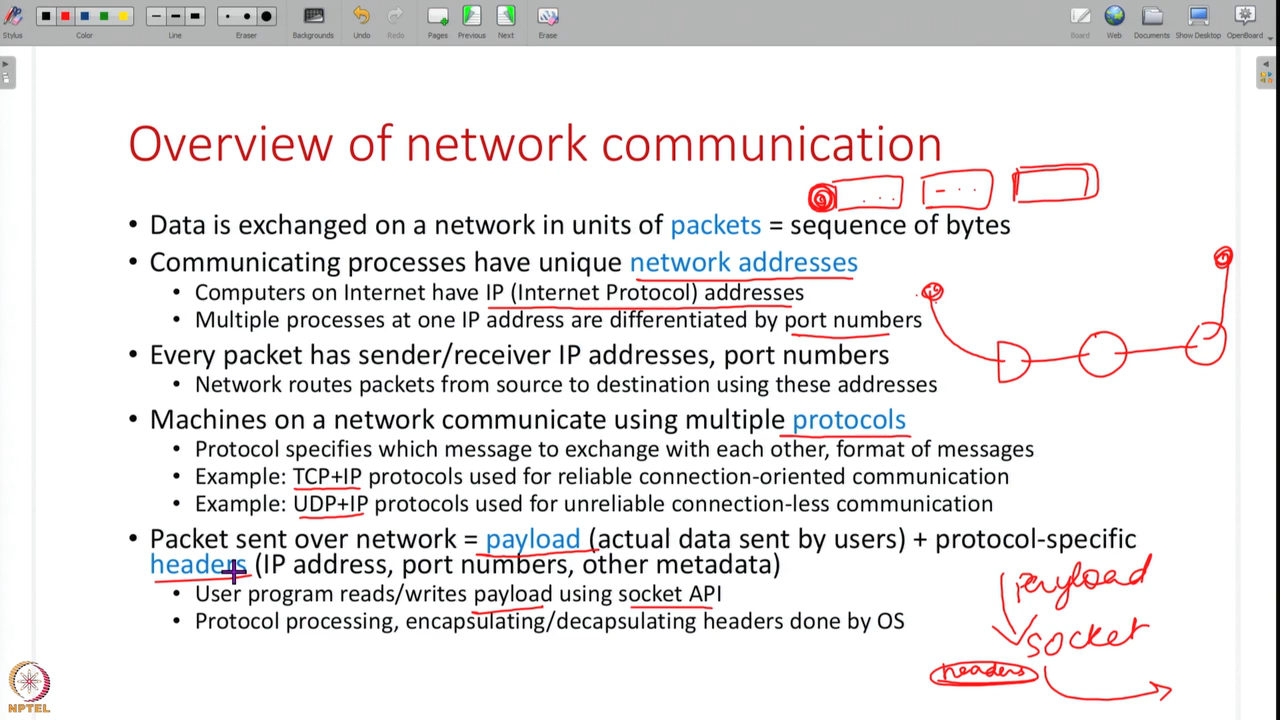 Stylus
Color
Line
Eraser
Backgrounds
Undo
Redo
Pages
Previous
Next
Erase
Board
Web
Documents
Show Desktop
OpenBoard
Overview of network communication
• Data is exchanged on a network in units of packets = sequence of bytes
• Communicating processes have unique network addresses
• Computers on Internet have IP (Internet Protocol) addresses
• Multiple processes at one IP address are differentiated by port numbers
• Every packet has sender/receiver IP addresses, port numbers
• Network routes packets from source to destination using these addresses
• Machines on a network communicate using multiple protocols
• Protocol specifies which message to exchange with each other, format of messages
• Example: TCP+IP protocols used for reliable connection-oriented communication
• Example: UDP+IP protocols used for unreliable connection-less communication
• Packet sent over network = payload (actual data sent by users) + protocol-specific
headers (IP address, port numbers, other metadata)
• User program reads/writes payload using socket API
• Protocol processing, encapsulating/decapsulating headers done by OS
payload
socket
headers
NPTEL